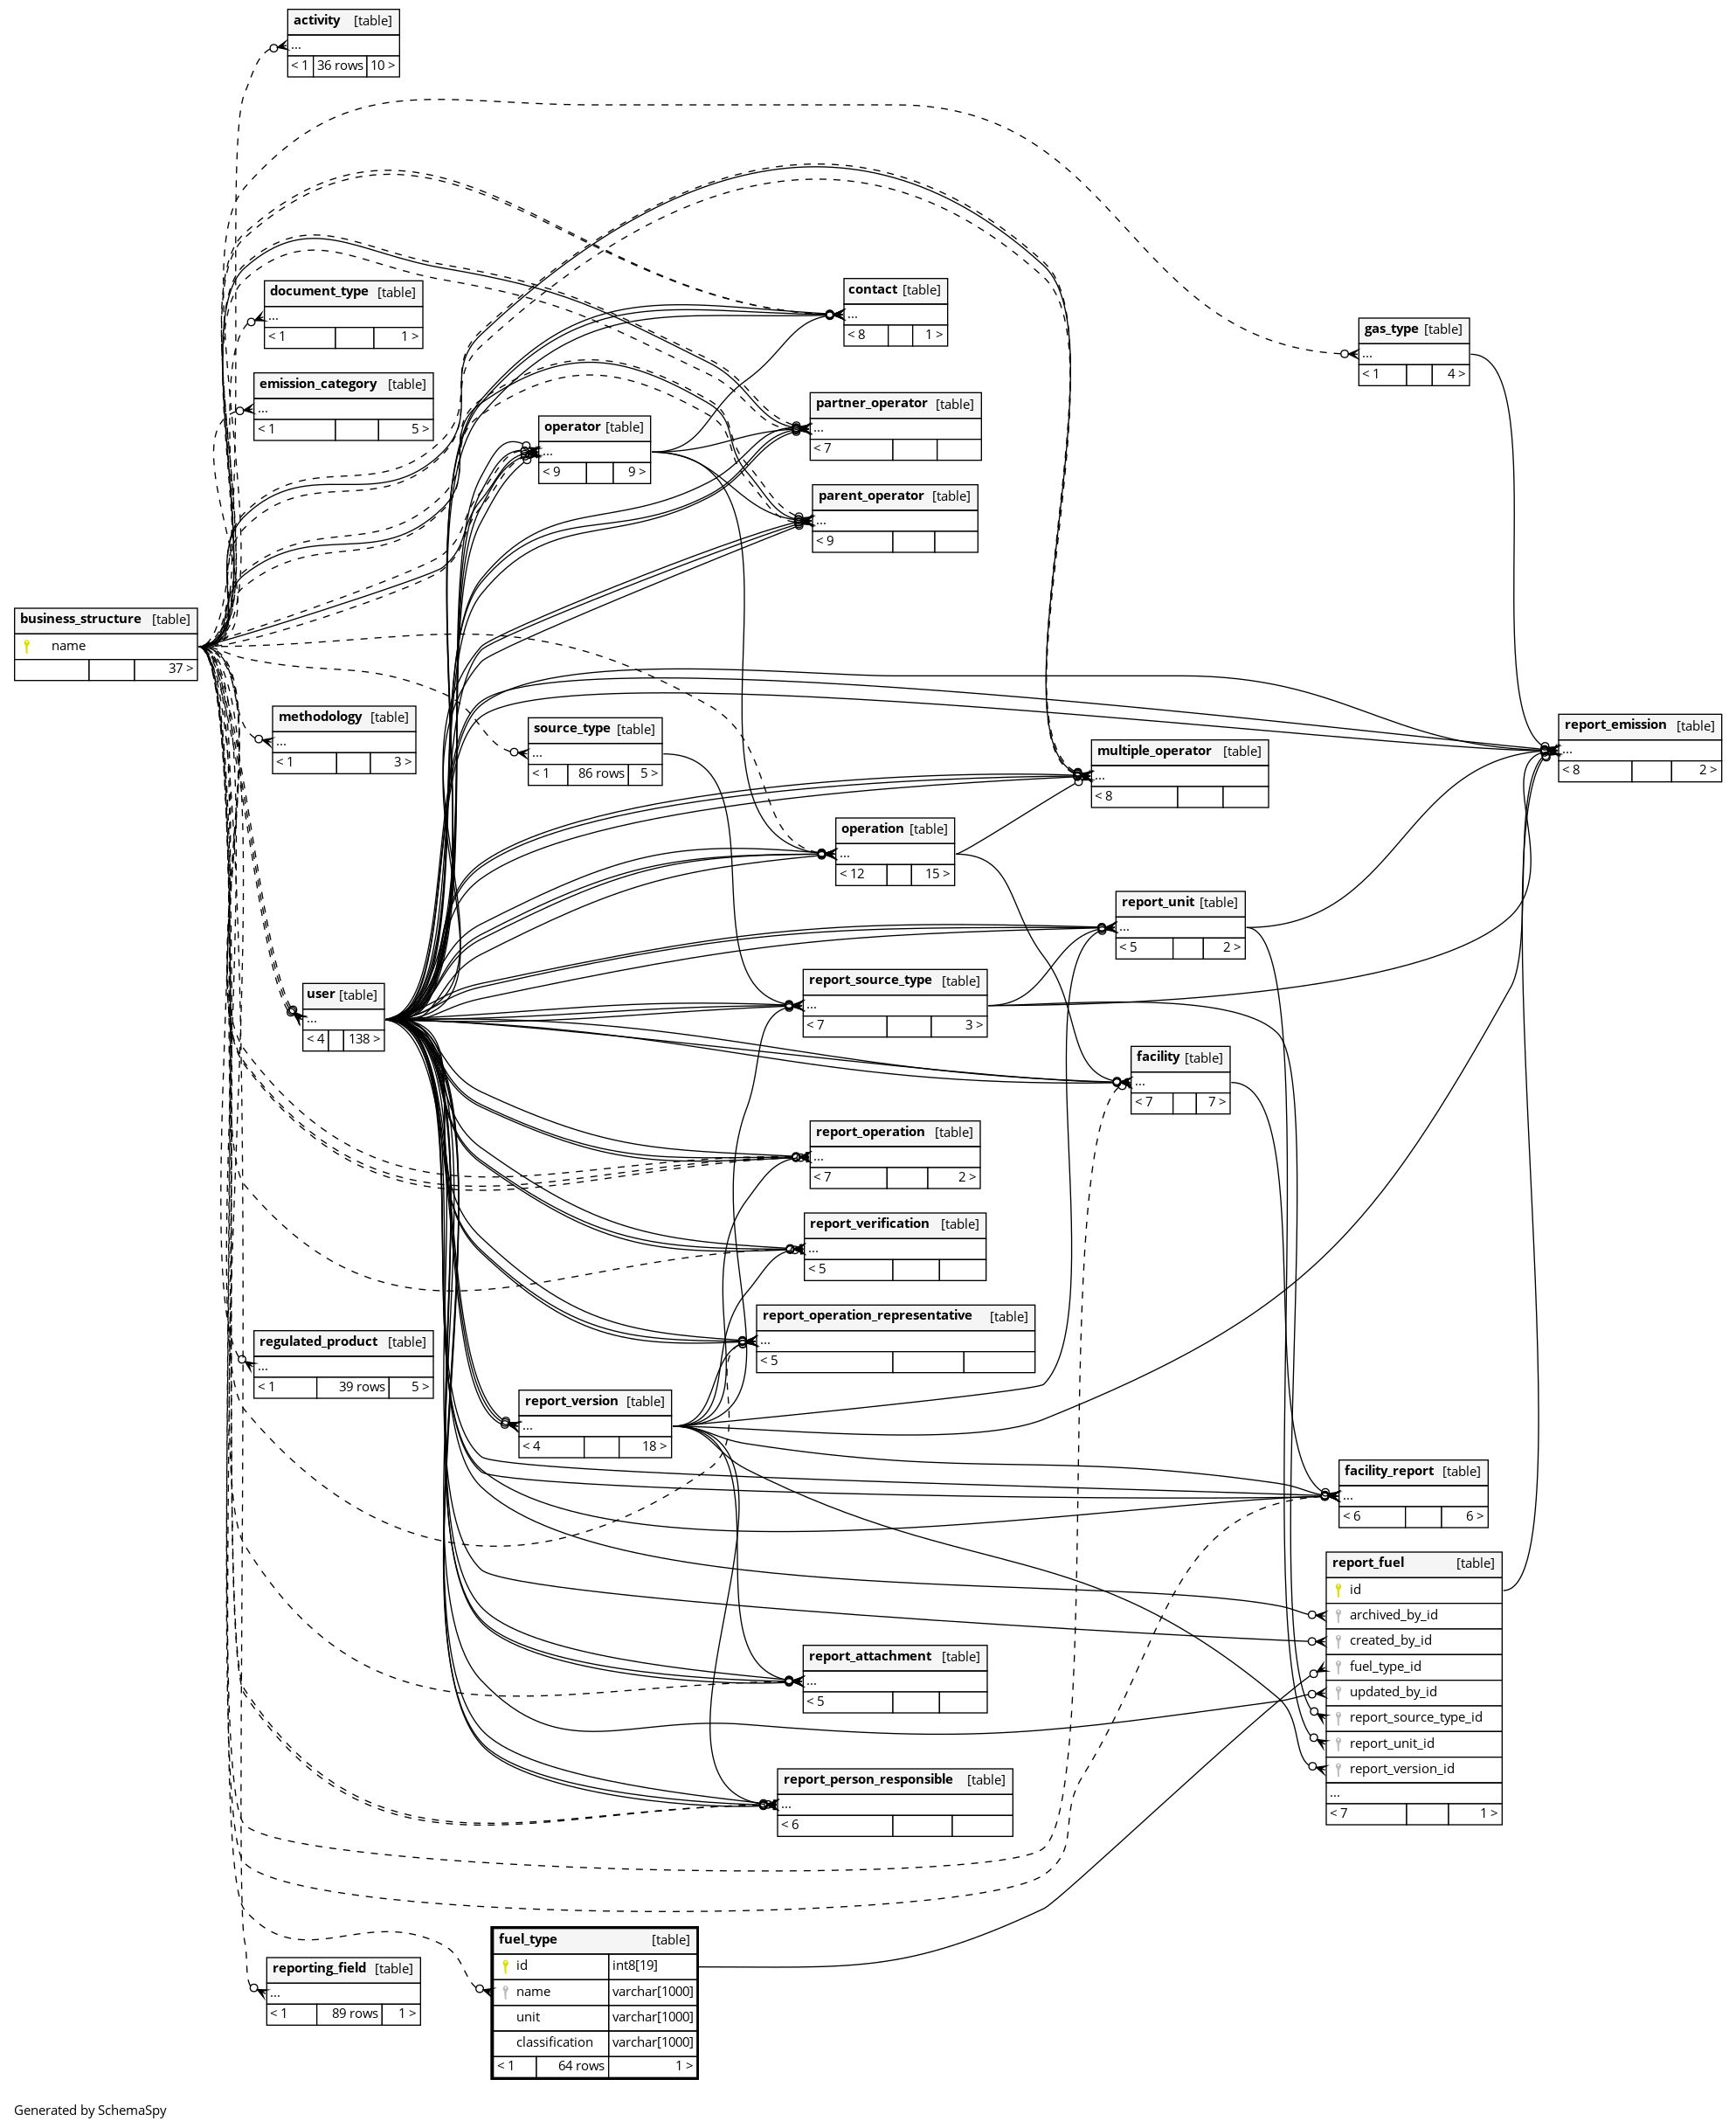 activity [table]
...
< 1 36 rows 10 >
document_type [table]
...
< 1 1 >
contact [table]
...
< 8 1 >
gas_type [table]
...
< 1 4 >
emission_category [table]
...
< 1 5 >
partner_operator [table]
...
< 7
operator [table]
...
< 9 9 >
parent_operator [table]
...
< 9
business_structure [table]
name
37 >
methodology [table]
...
< 1 3 >
source_type [table]
...
< 1 86 rows 5 >
multiple_operator [table]
...
< 8
report_emission [table]
...
< 8 2 >
operation [table]
...
< 12 15 >
report_unit [table]
...
< 5 2 >
user [table]
...
< 4 138 >
report_source_type [table]
...
< 7 3 >
facility [table]
...
< 7 7 >
report_operation [table]
...
< 7 2 >
report_verification [table]
...
< 5
report_operation_representative [table]
...
< 5
regulated_product [table]
...
< 1 39 rows 5 >
report_version [table]
...
< 4 18 >
facility_report [table]
...
< 6 6 >
report_fuel [table]
id
archived_by_id
created_by_id
fuel_type_id
updated_by_id
report_source_type_id
report_unit_id
report_version_id
...
< 7 1 >
report_attachment [table]
...
< 5
report_person_responsible [table]
...
< 6
fuel_type [table]
id int8[19]
name varchar[1000]
unit varchar[1000]
classification varchar[1000]
< 1 64 rows 1 >
reporting_field [table]
...
< 1 89 rows 1 >
Generated by SchemaSpy